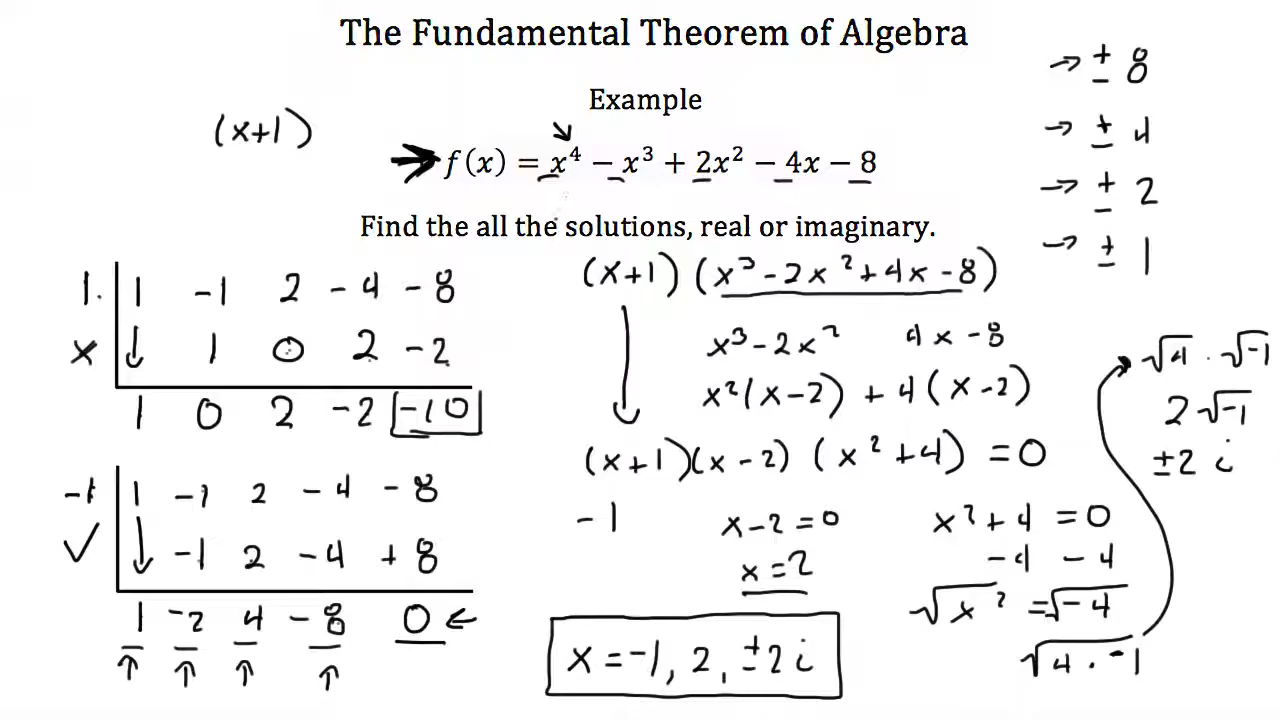 The Fundamental Theorem of Algebra
Example
(x+1)
f(x) = x⁴ − x³ + 2x² − 4x − 8
Find the all the solutions, real or imaginary.
→ ± 8
→ ± 4
→ ± 2
→ ± 1
1. | 1 -1 2 -4 -8
x ↓ 1 0 2 -2
1 0 2 -2 -10
-1 | 1 -1 2 -4 -8
✓ ↓ -1 2 -4 +8
1 -2 4 -8 0 ←
↑ ↑ ↑ ↑
(x+1) (x³ - 2x² + 4x - 8)
x³ - 2x² 4x - 8
x²(x-2) + 4(x-2)
(x+1)(x-2) (x²+4) = 0
-1
x-2=0
x=2
x² + 4 = 0
-4 -4
√x² = √-4
√4 · -1
√4 · √-1
2√-1
±2i
x = -1, 2, ±2i